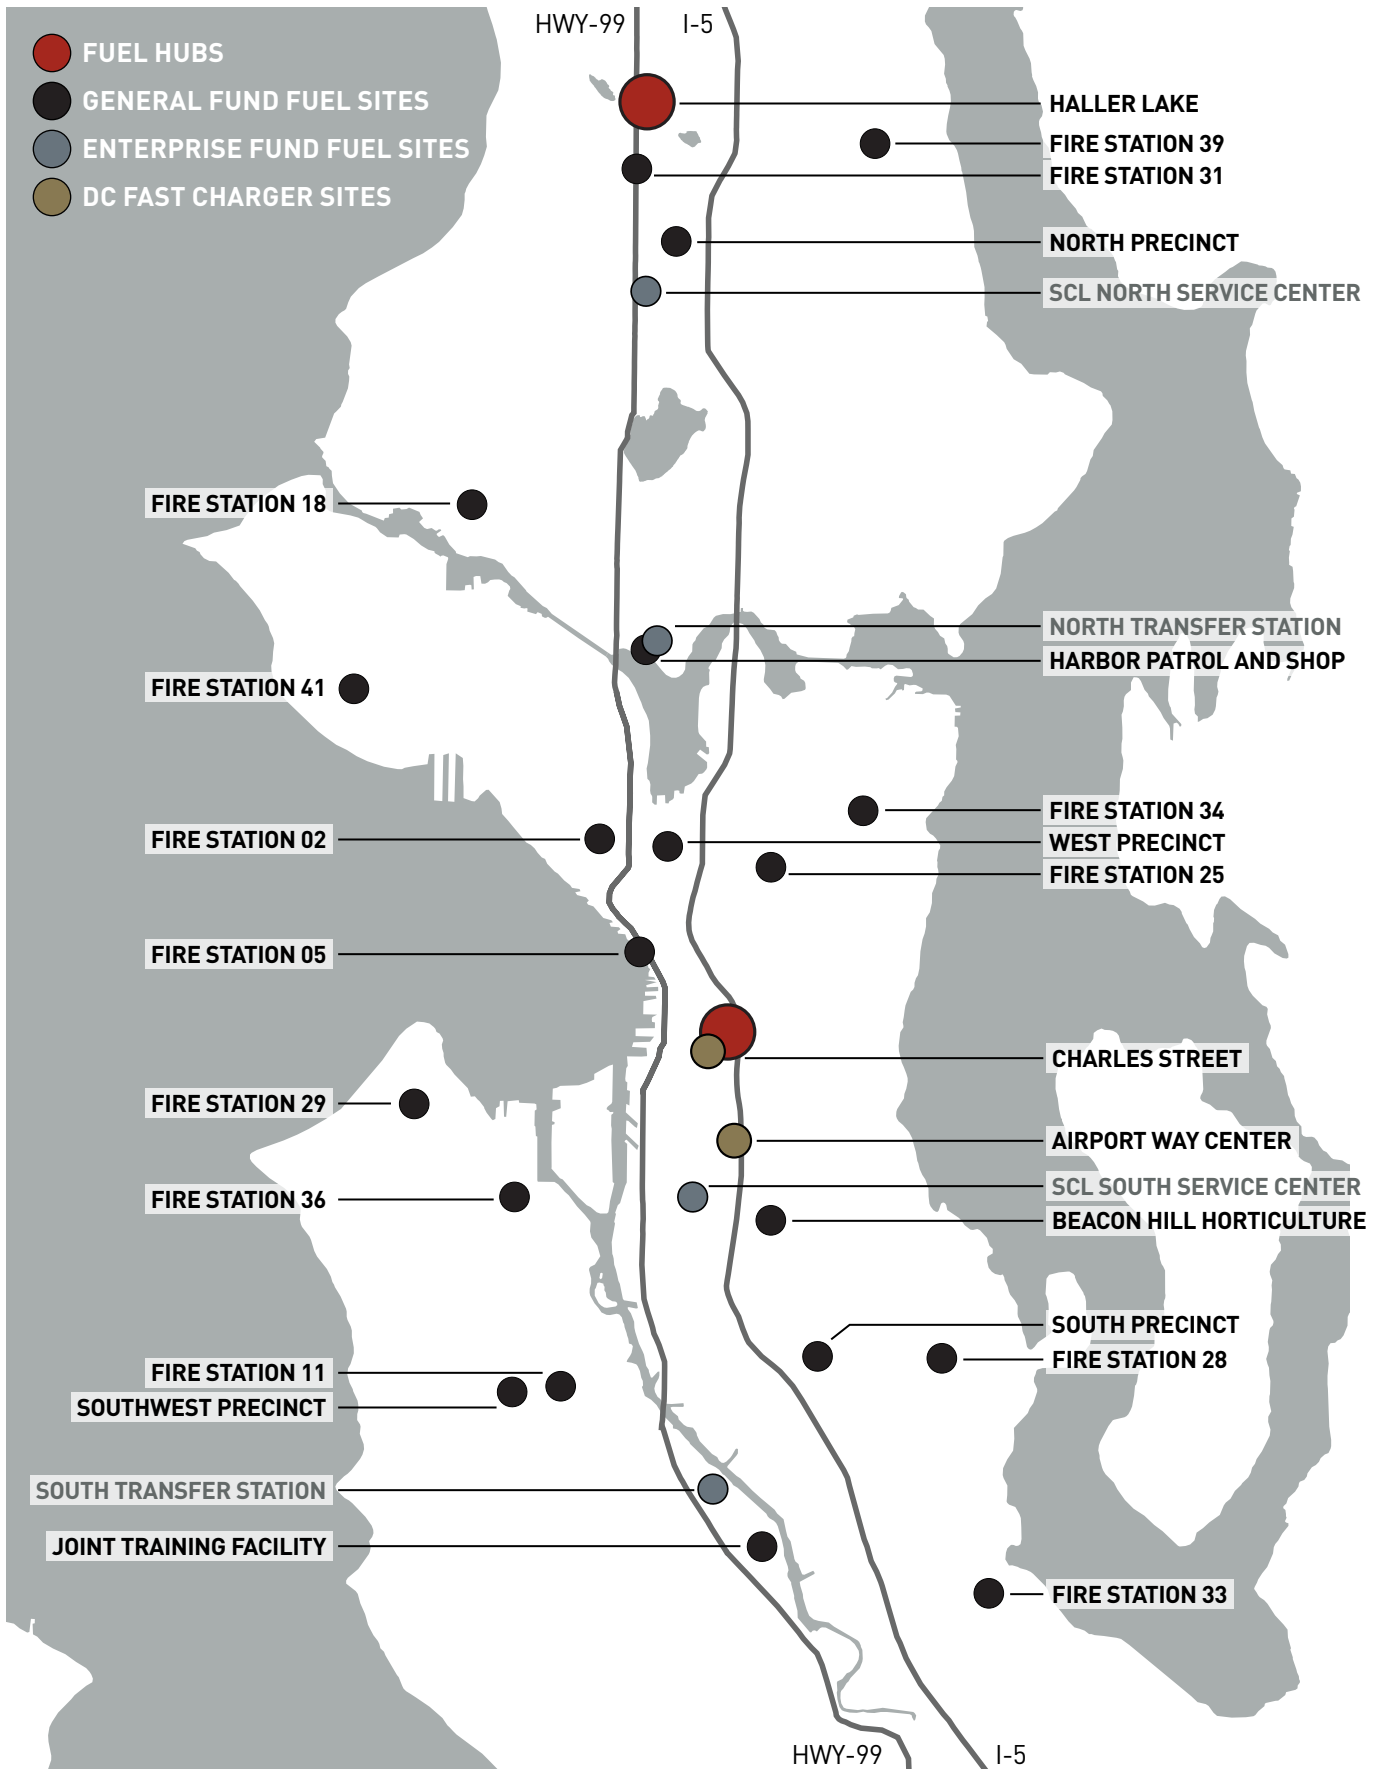 HWY-99
I-5
FUEL HUBS
GENERAL FUND FUEL SITES
ENTERPRISE FUND FUEL SITES
DC FAST CHARGER SITES
HALLER LAKE
FIRE STATION 39
FIRE STATION 31
NORTH PRECINCT
SCL NORTH SERVICE CENTER
FIRE STATION 18
NORTH TRANSFER STATION
HARBOR PATROL AND SHOP
FIRE STATION 41
FIRE STATION 34
FIRE STATION 02
WEST PRECINCT
FIRE STATION 25
FIRE STATION 05
CHARLES STREET
FIRE STATION 29
AIRPORT WAY CENTER
SCL SOUTH SERVICE CENTER
FIRE STATION 36
BEACON HILL HORTICULTURE
SOUTH PRECINCT
FIRE STATION 28
FIRE STATION 11
SOUTHWEST PRECINCT
SOUTH TRANSFER STATION
JOINT TRAINING FACILITY
FIRE STATION 33
HWY-99
I-5